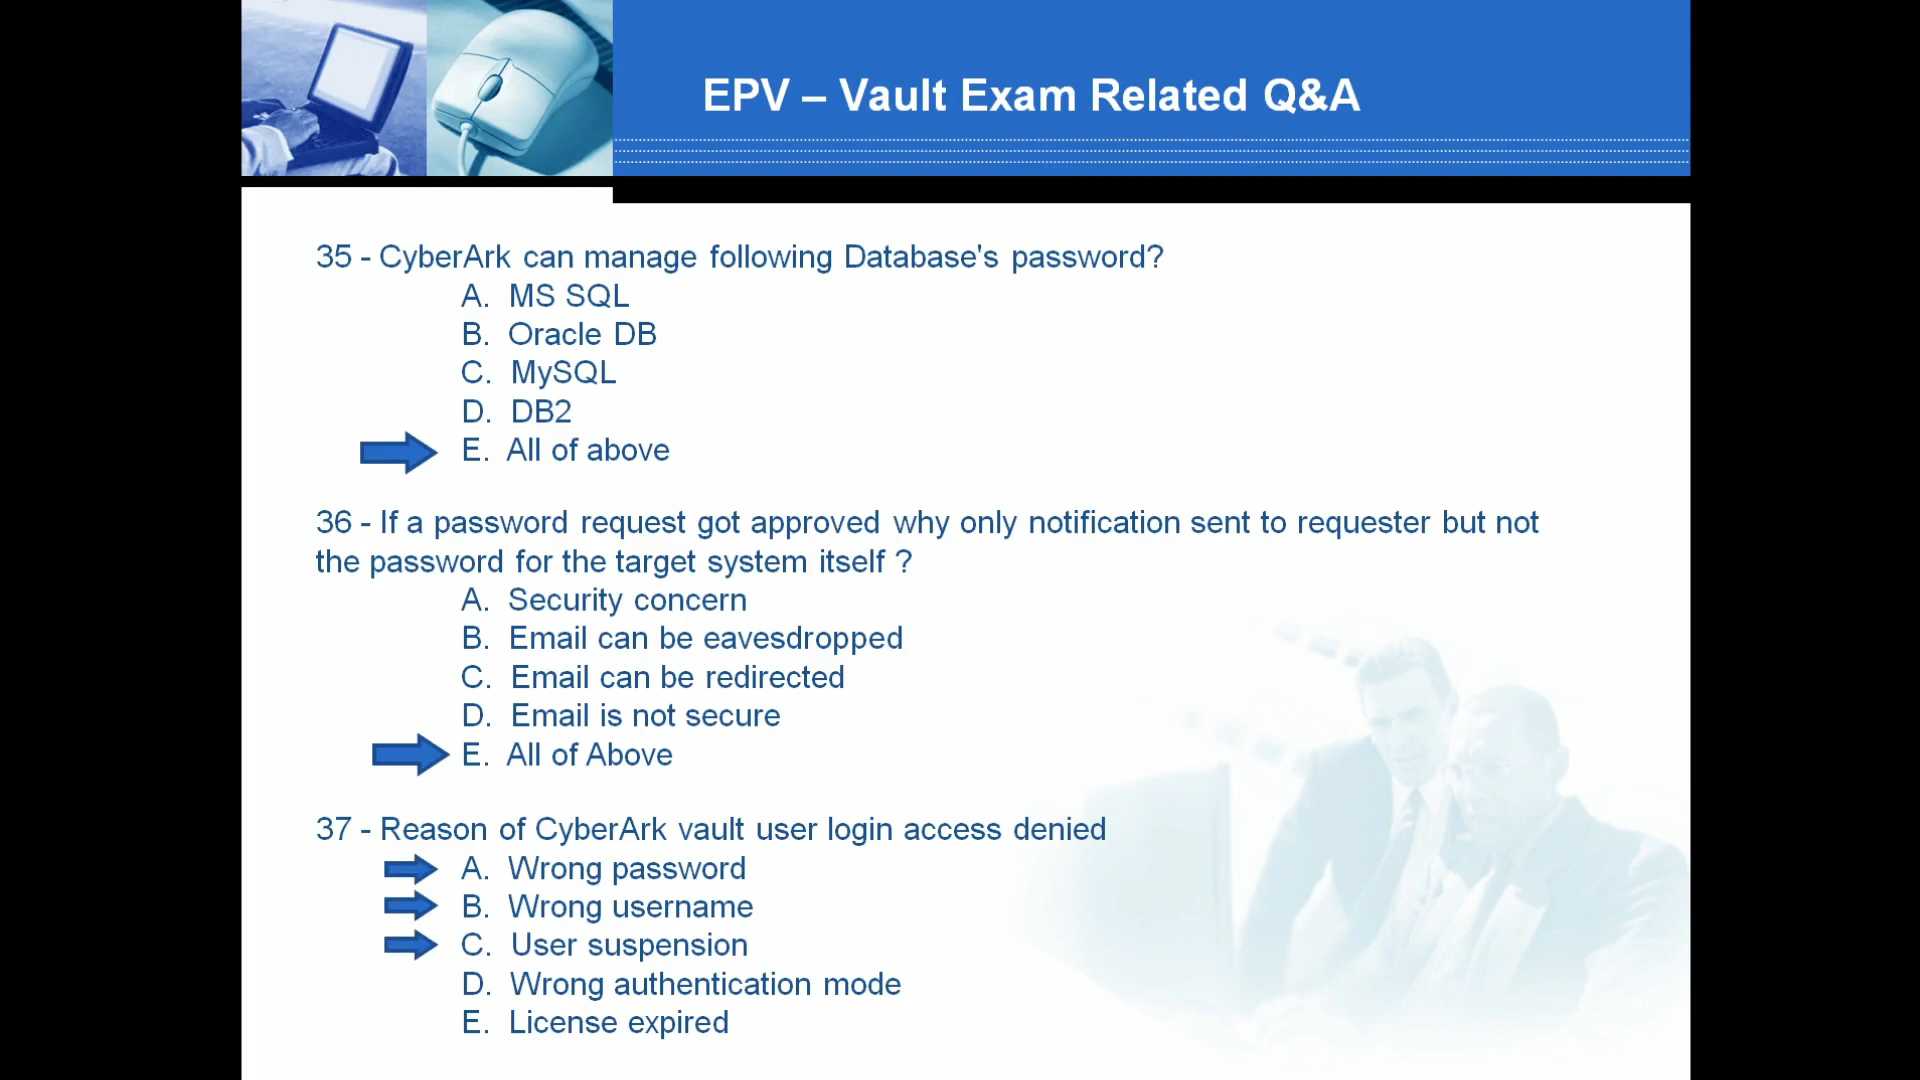 EPV – Vault Exam Related Q&A
35 - CyberArk can manage following Database's password?
A. MS SQL
B. Oracle DB
C. MySQL
D. DB2
E. All of above
36 - If a password request got approved why only notification sent to requester but not
the password for the target system itself ?
A. Security concern
B. Email can be eavesdropped
C. Email can be redirected
D. Email is not secure
E. All of Above
37 - Reason of CyberArk vault user login access denied
A. Wrong password
B. Wrong username
C. User suspension
D. Wrong authentication mode
E. License expired